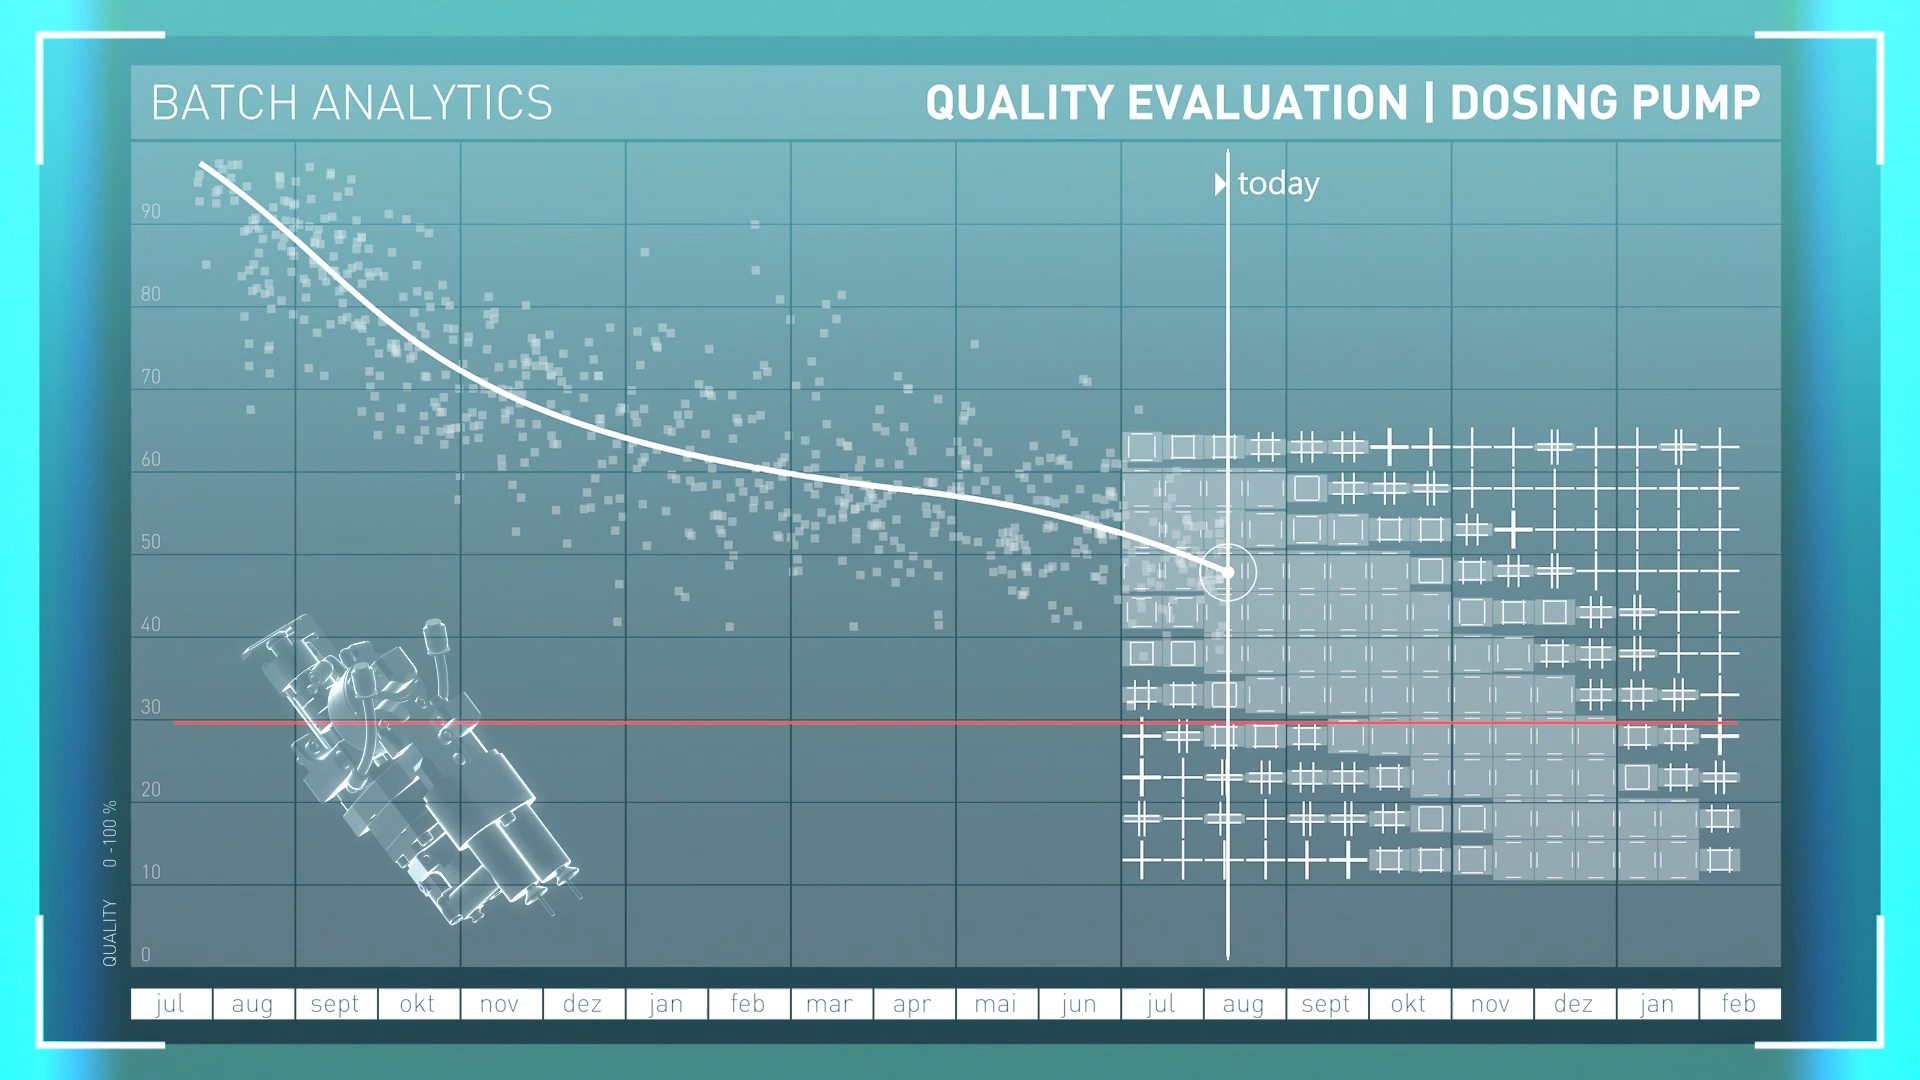 BATCH ANALYTICS
QUALITY EVALUATION | DOSING PUMP
today
90
80
70
60
50
40
30
20
10
0
QUALITY 0 -100 %
jul aug sept okt nov dez jan feb mar apr mai jun jul aug sept okt nov dez jan feb